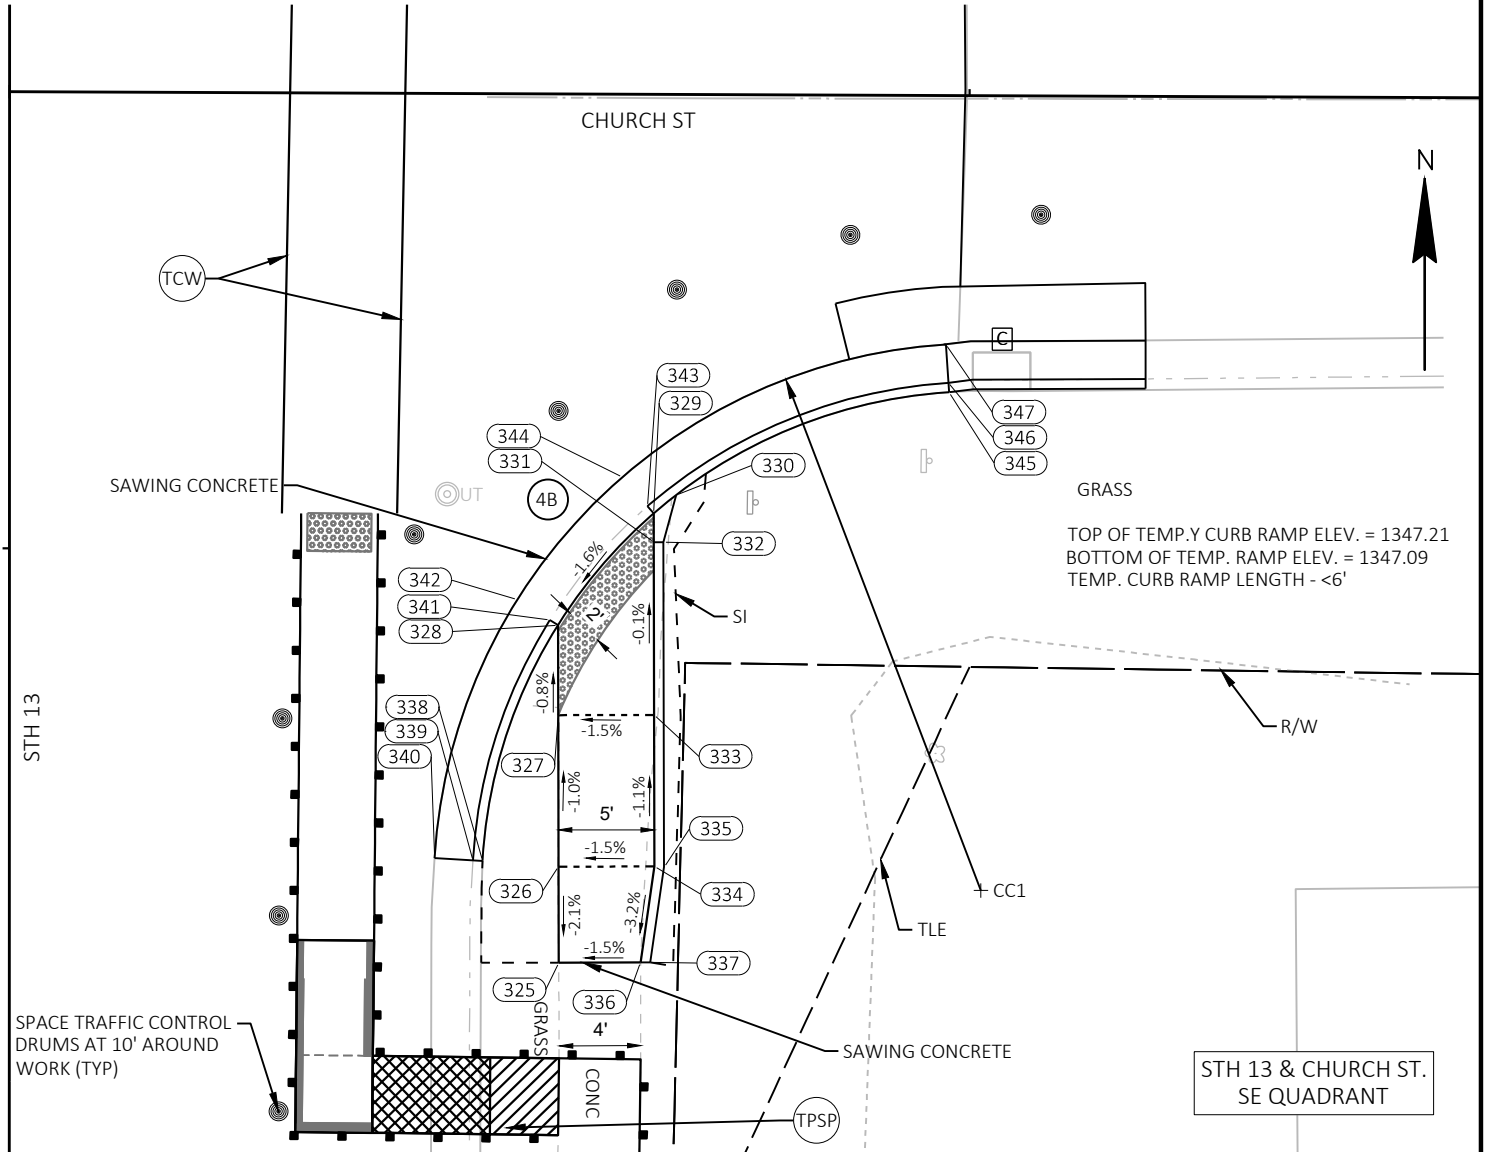 CHURCH ST
N
TCW
C
343
329
344
331
347
346
345
330
SAWING CONCRETE
UT
4B
GRASS
TOP OF TEMP.Y CURB RAMP ELEV. = 1347.21
BOTTOM OF TEMP. RAMP ELEV. = 1347.09
TEMP. CURB RAMP LENGTH - <6'
332
-1.6%
342
341
328
2'
-0.1%
SI
-0.8%
338
339
340
STH 13
-1.5%
R/W
327
333
-1.0%
-1.1%
5'
335
-1.5%
326
334
CC1
-2.1%
-3.2%
TLE
-1.5%
337
325
336
GRASS
4'
SPACE TRAFFIC CONTROL
DRUMS AT 10' AROUND
WORK (TYP)
SAWING CONCRETE
CONC
TPSP
STH 13 & CHURCH ST.
SE QUADRANT